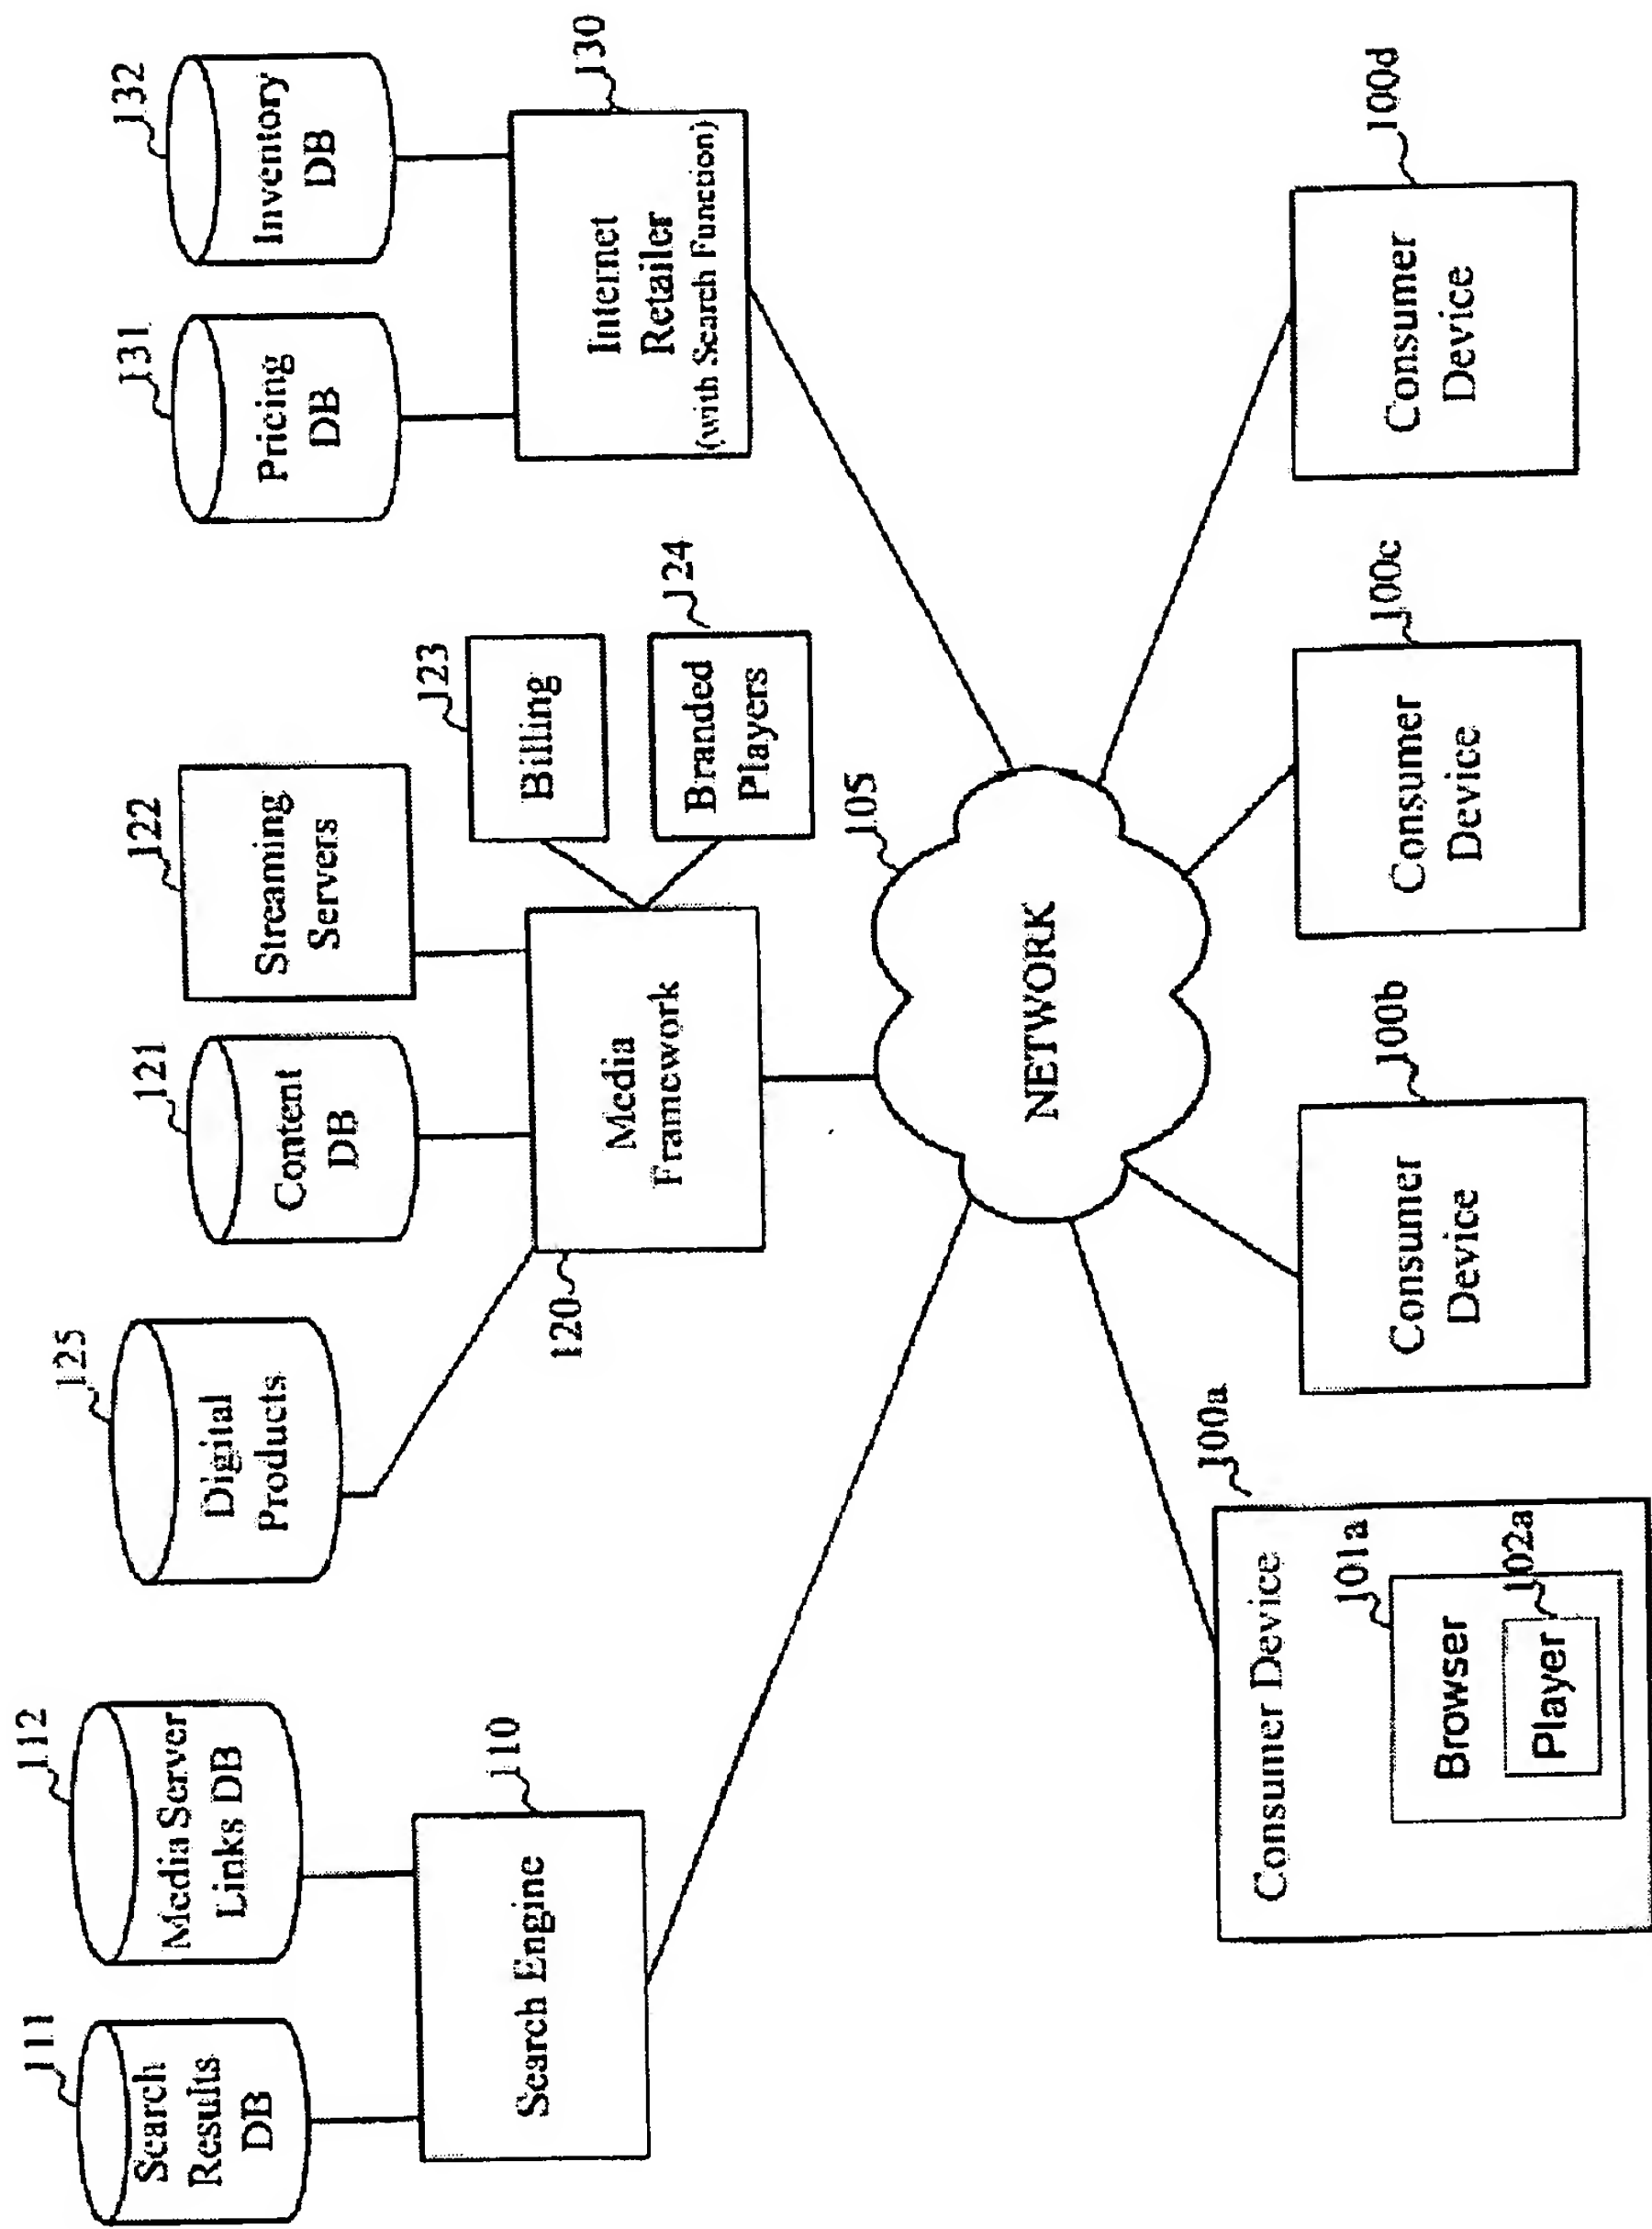 111
Search
Results
DB
112
Media Server
Links DB
110
Search Engine
125
Digital
Products
121
Content
DB
122
Streaming
Servers
120
Media
Framework
123
Billing
124
Branded
Players
131
Pricing
DB
132
Inventory
DB
130
Internet
Retailer
(with Search Function)
105
NETWORK
100a
Consumer Device
101a
Browser
102a
Player
100b
Consumer
Device
100c
Consumer
Device
100d
Consumer
Device